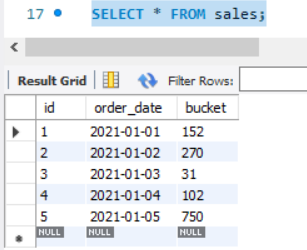 17 SELECT * FROM sales;
Result Grid Filter Rows:
id order_date bucket
1 2021-01-01 152
2 2021-01-02 270
3 2021-01-03 31
4 2021-01-04 102
5 2021-01-05 750
NULL NULL NULL